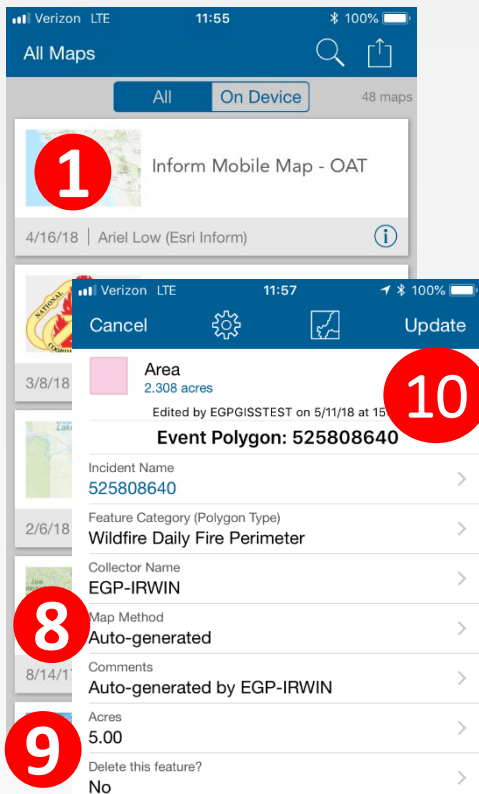 Verizon LTE 11:55 100%
All Maps
All On Device 48 maps
1
Inform Mobile Map - OAT
4/16/18 | Ariel Low (Esri Inform)
NATIONAL
3/8/18
2/6/18
8/14/1
Verizon LTE 11:57 100%
Cancel Update
10
Area
2.308 acres
Edited by EGPGISSTEST on 5/11/18 at 15
Event Polygon: 525808640
Incident Name
525808640
Feature Category (Polygon Type)
Wildfire Daily Fire Perimeter
Collector Name
EGP-IRWIN
8
Map Method
Auto-generated
Comments
Auto-generated by EGP-IRWIN
9
Acres
5.00
Delete this feature?
No